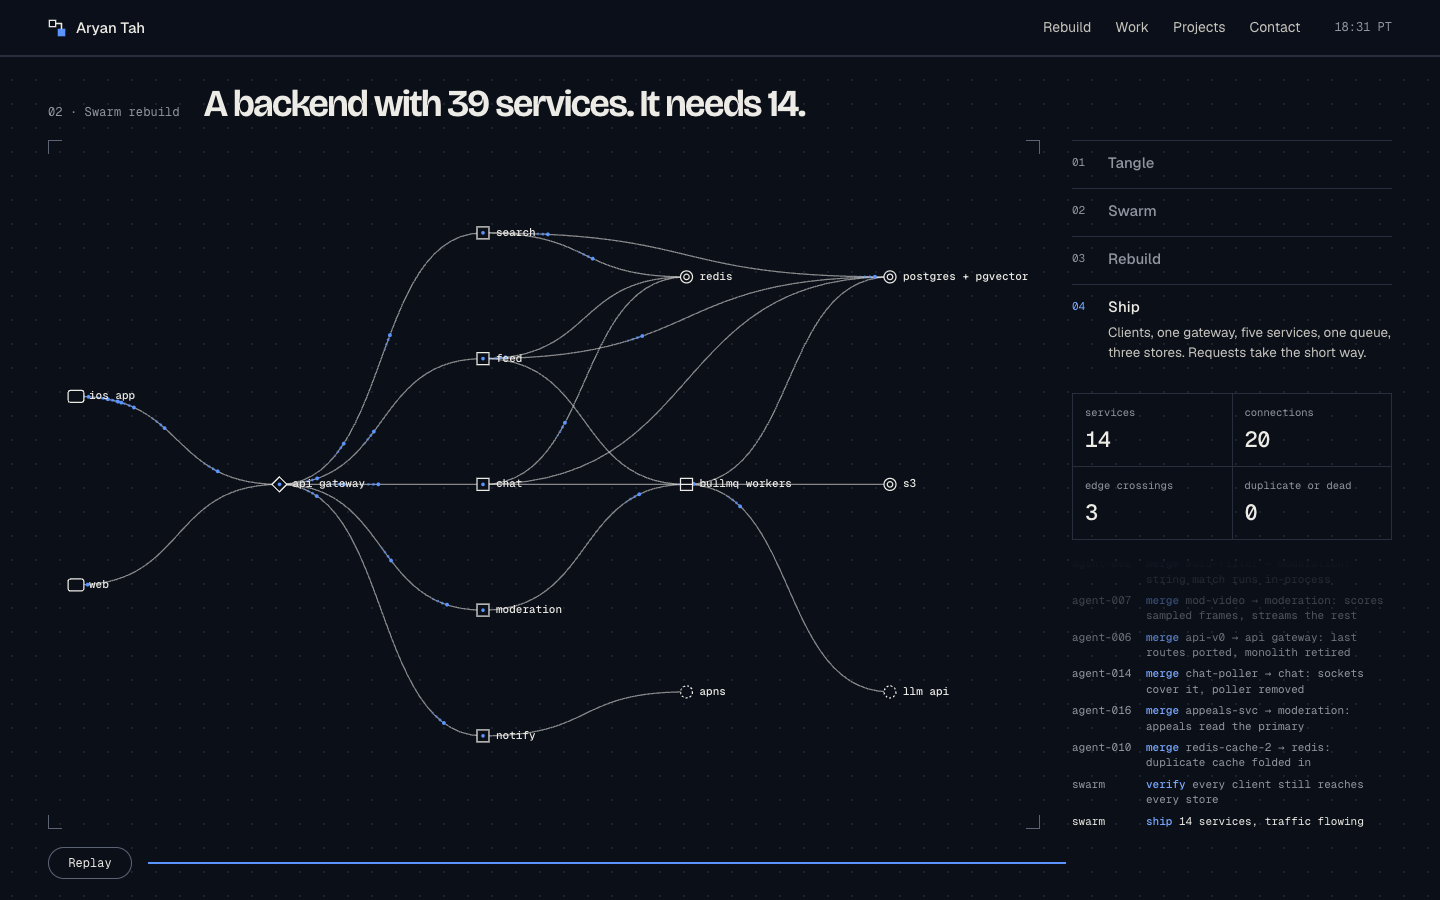 Aryan Tah
Rebuild
Work
Projects
Contact
18:31 PT
02 · Swarm rebuild
A backend with 39 services. It needs 14.
search
redis
postgres + pgvector
feed
ios app
api gateway
chat
bullmq workers
s3
web
moderation
apns
llm api
notify
01 Tangle
02 Swarm
03 Rebuild
04 Ship
Clients, one gateway, five services, one queue,
three stores. Requests take the short way.
services
14
connections
20
edge crossings
3
duplicate or dead
0
string match runs in-process
agent-007 merge mod-video → moderation: scores
sampled frames, streams the rest
agent-006 merge api-v0 → api gateway: last
routes ported, monolith retired
agent-014 merge chat-poller → chat: sockets
cover it, poller removed
agent-016 merge appeals-svc → moderation:
appeals read the primary
agent-010 merge redis-cache-2 → redis:
duplicate cache folded in
swarm verify every client still reaches
every store
swarm ship 14 services, traffic flowing
Replay